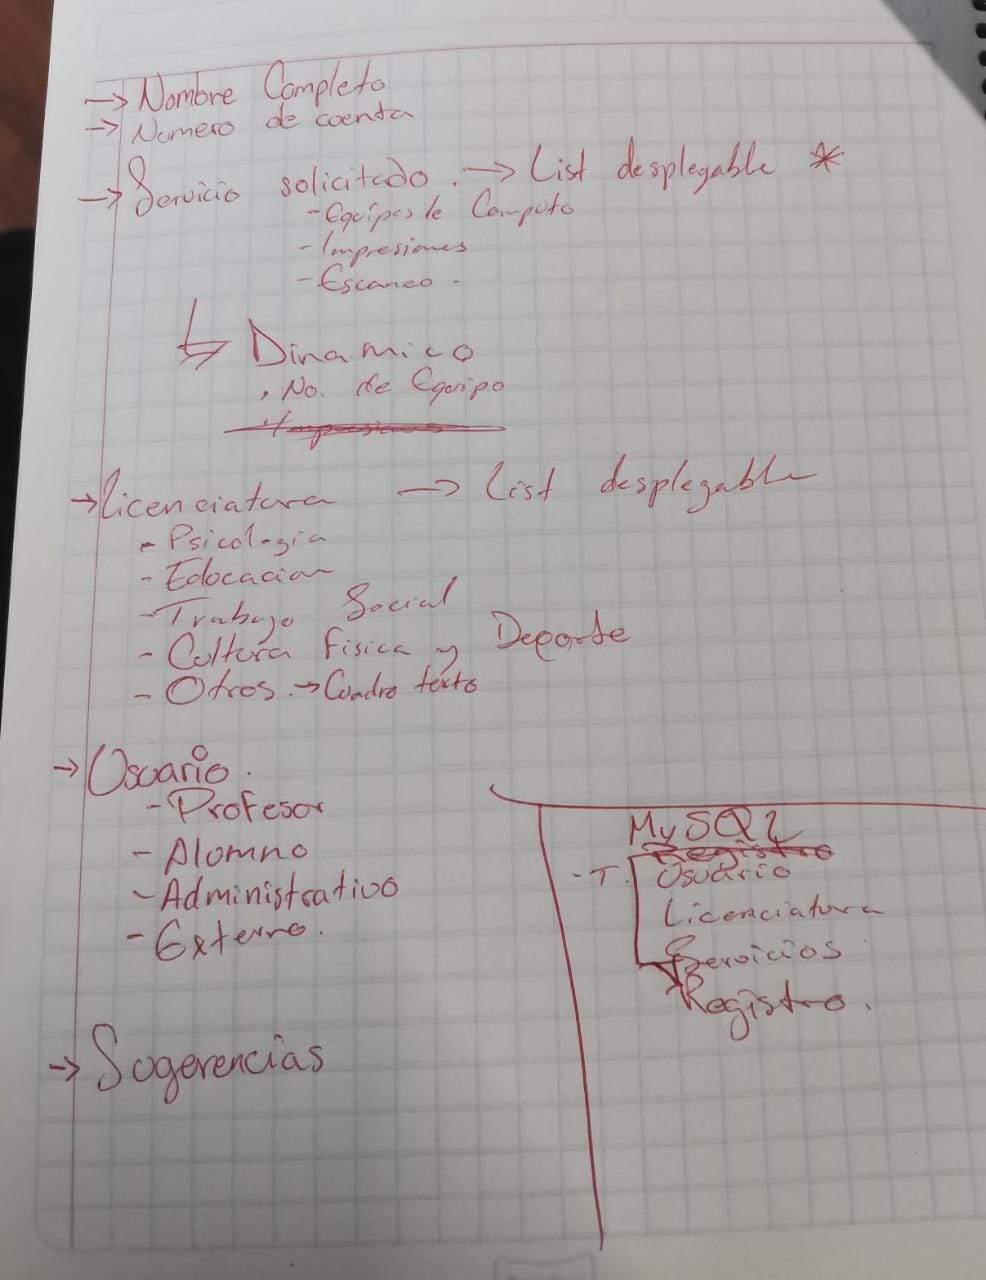 → Nombre Completo
→ Numero de cuenta
→ Servicio solicitado. → List desplegable *
- Equipos de Computo
- Impresiones
- Escaneo.
↳ Dinamico
. No. de Equipo
Impresiones
→ Licenciatura → List desplegable
- Psicologia
- Educacion
- Trabajo Social
- Cultura Fisica y Deporte
- Otros → Cuadro texto
→ Usuario.
- Profesor
- Alumno
- Administrativo
- Externo.
→ Sugerencias
MySQL
Registro
- T. Usuario
Licenciatura
Servicios
Registro.